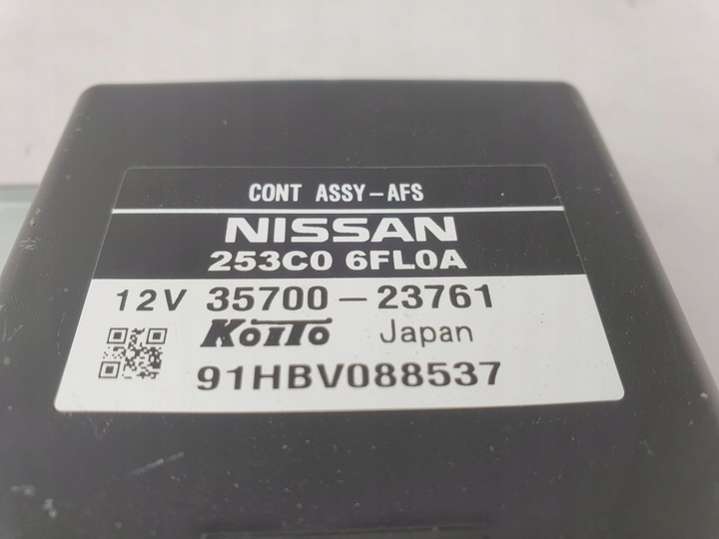 CONT ASSY-AFS
NISSAN
253C0 6FL0A
12V 35700-23761
KOITO Japan
91HBV088537